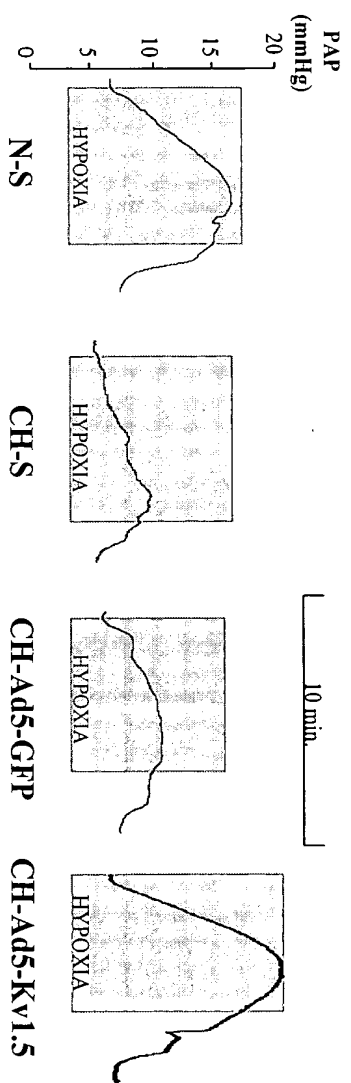 PAP
(mmHg)
20
15
10
5
0
HYPOXIA
HYPOXIA
HYPOXIA
HYPOXIA
10 min.
N-S
CH-S
CH-Ad5-GFP
CH-Ad5-Kv1.5